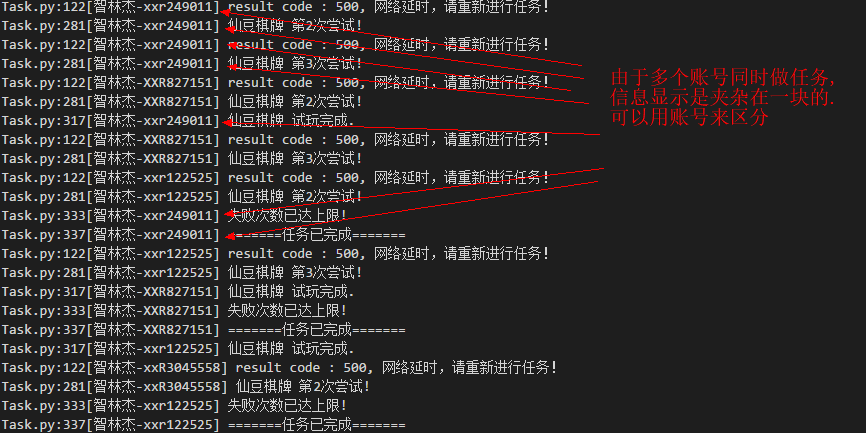 Task.py:122[智林杰-xxr249011] result code : 500, 网络延时，请重新进行任务!
Task.py:281[智林杰-xxr249011] 仙豆棋牌 第2次尝试!
Task.py:122[智林杰-xxr249011] result code : 500, 网络延时，请重新进行任务!
Task.py:281[智林杰-xxr249011] 仙豆棋牌 第3次尝试!
Task.py:122[智林杰-XXR827151] result code : 500, 网络延时，请重新进行任务!
Task.py:281[智林杰-XXR827151] 仙豆棋牌 第2次尝试!
Task.py:317[智林杰-xxr249011] 仙豆棋牌 试玩完成.
Task.py:122[智林杰-XXR827151] result code : 500, 网络延时，请重新进行任务!
Task.py:281[智林杰-XXR827151] 仙豆棋牌 第3次尝试!
Task.py:122[智林杰-xxr122525] result code : 500, 网络延时，请重新进行任务!
Task.py:281[智林杰-xxr122525] 仙豆棋牌 第2次尝试!
Task.py:333[智林杰-xxr249011] 失败次数已达上限!
Task.py:337[智林杰-xxr249011] =======任务已完成=======
Task.py:122[智林杰-xxr122525] result code : 500, 网络延时，请重新进行任务!
Task.py:281[智林杰-xxr122525] 仙豆棋牌 第3次尝试!
Task.py:317[智林杰-XXR827151] 仙豆棋牌 试玩完成.
Task.py:333[智林杰-XXR827151] 失败次数已达上限!
Task.py:337[智林杰-XXR827151] =======任务已完成=======
Task.py:317[智林杰-xxr122525] 仙豆棋牌 试玩完成.
Task.py:122[智林杰-xxR3045558] result code : 500, 网络延时，请重新进行任务!
Task.py:281[智林杰-xxR3045558] 仙豆棋牌 第2次尝试!
Task.py:333[智林杰-xxr122525] 失败次数已达上限!
Task.py:337[智林杰-xxr122525] =======任务已完成=======
由于多个账号同时做任务,
信息显示是夹杂在一块的.
可以用账号来区分